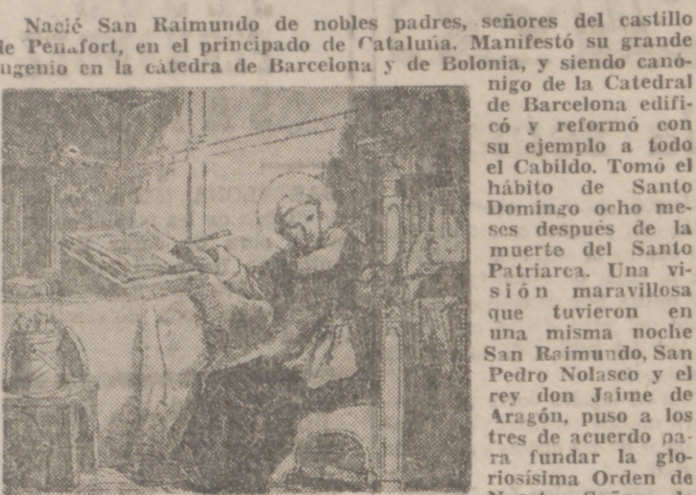 Nació San Raimundo de nobles padres, señores del castillo
de Peñafort, en el principado de Cataluña. Manifestó su grande
ingenio en la cátedra de Barcelona y de Bolonia, y siendo canó-
nigo de la Catedral
de Barcelona edifi-
có y reformó con
su ejemplo a todo
el Cabildo. Tomó el
hábito de Santo
Domingo ocho me-
ses después de la
muerte del Santo
Patriarca. Una vi-
sión maravillosa
que tuvieron en
una misma noche
San Raimundo, San
Pedro Nolasco y el
rey don Jaime de
Aragón, puso a los
tres de acuerdo pa-
ra fundar la glo-
riosísima Orden de